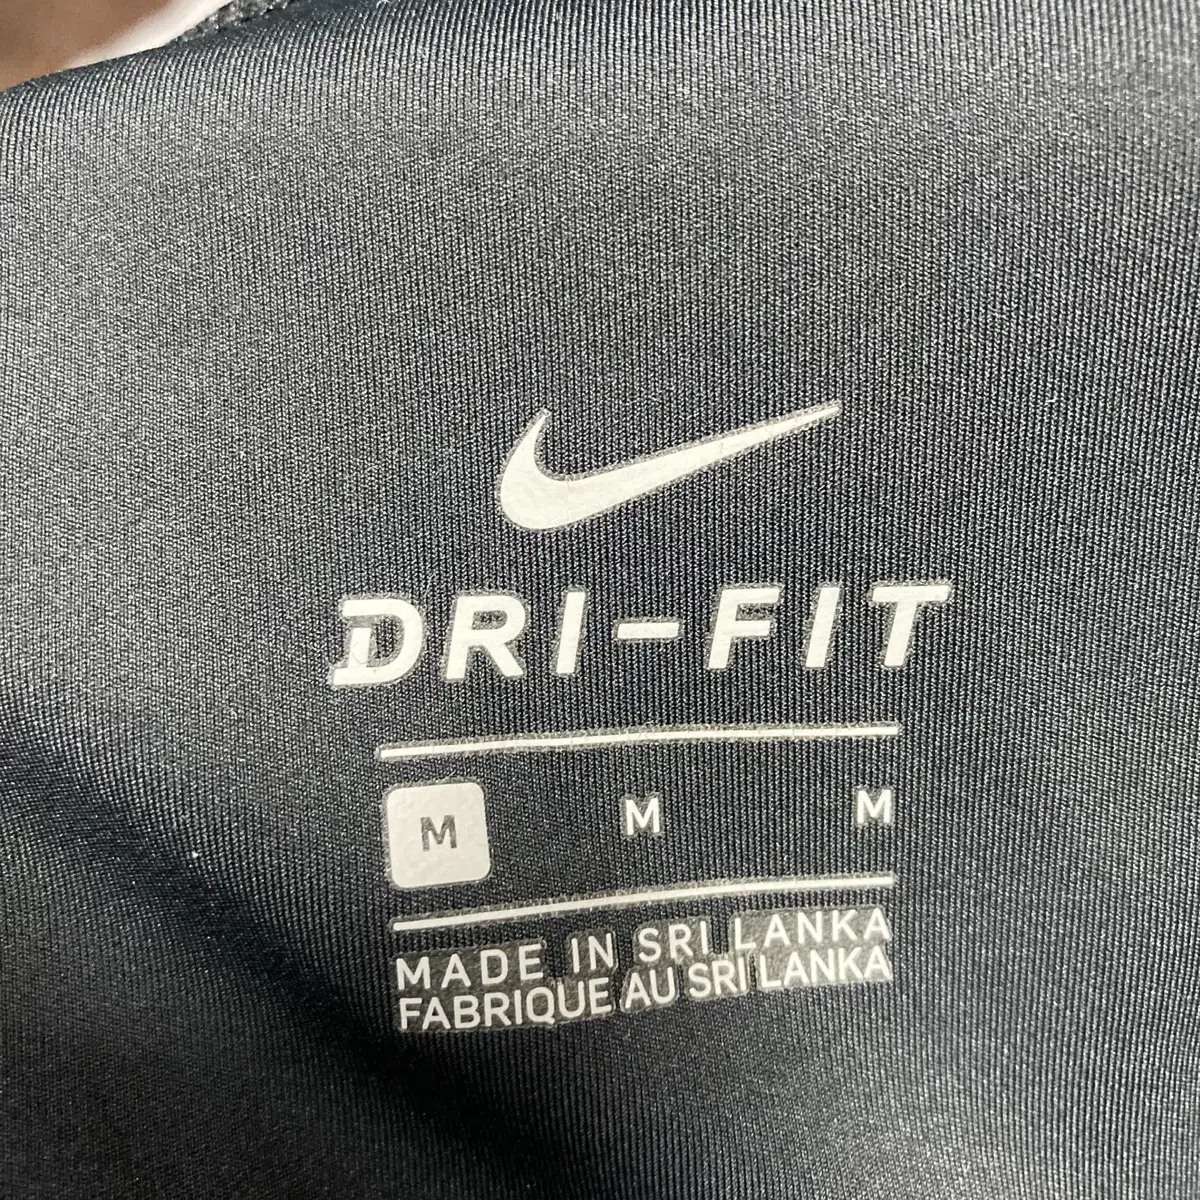 DRI-FIT
M M M
MADE IN SRI LANKA
FABRIQUE AU SRI LANKA